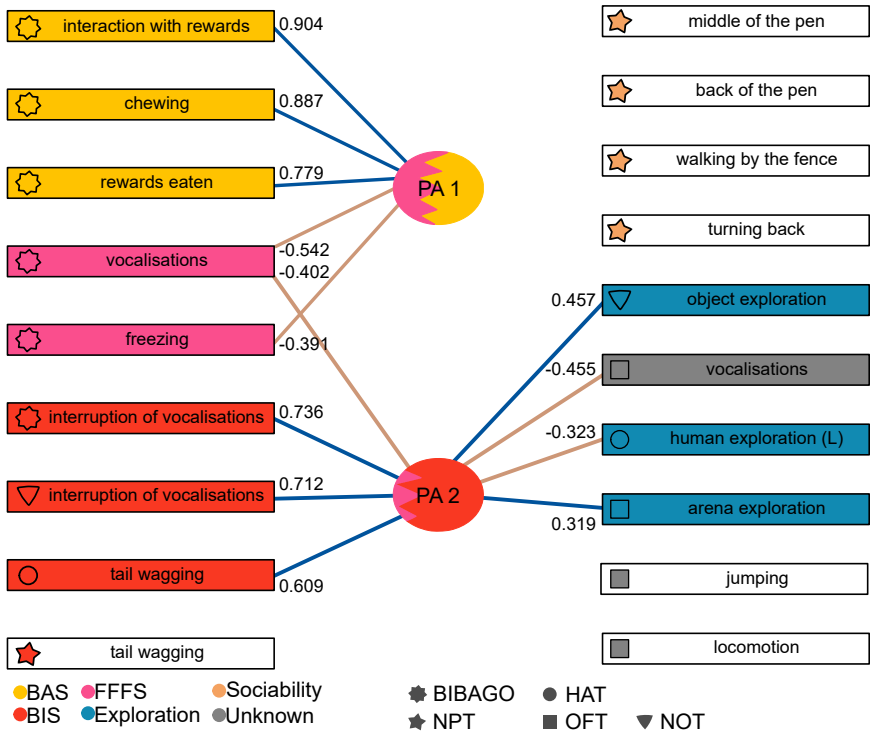 interaction with rewards
0.904
chewing
0.887
rewards eaten
0.779
vocalisations
-0.542
-0.402
freezing
-0.391
interruption of vocalisations
0.736
interruption of vocalisations
0.712
tail wagging
0.609
tail wagging
PA 1
PA 2
middle of the pen
back of the pen
walking by the fence
turning back
0.457
object exploration
-0.455
vocalisations
-0.323
human exploration (L)
0.319
arena exploration
jumping
locomotion
BAS FFFS Sociability
BIS Exploration Unknown
BIBAGO HAT
NPT OFT NOT